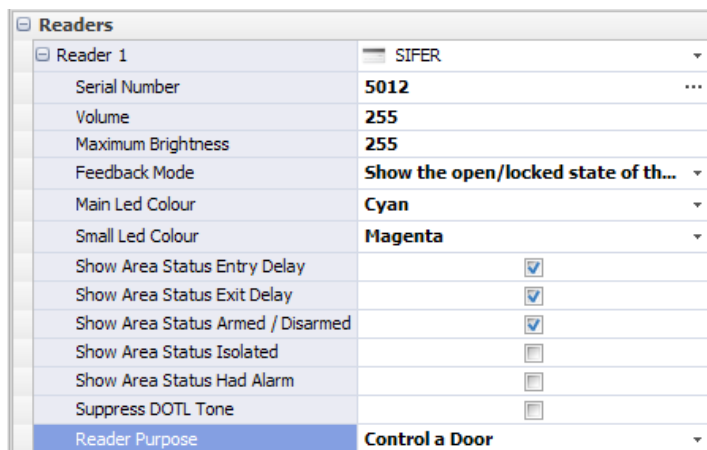 Readers
Reader 1 SIFER
Serial Number 5012 ...
Volume 255
Maximum Brightness 255
Feedback Mode Show the open/locked state of th...
Main Led Colour Cyan
Small Led Colour Magenta
Show Area Status Entry Delay
Show Area Status Exit Delay
Show Area Status Armed / Disarmed
Show Area Status Isolated
Show Area Status Had Alarm
Suppress DOTL Tone
Reader Purpose Control a Door